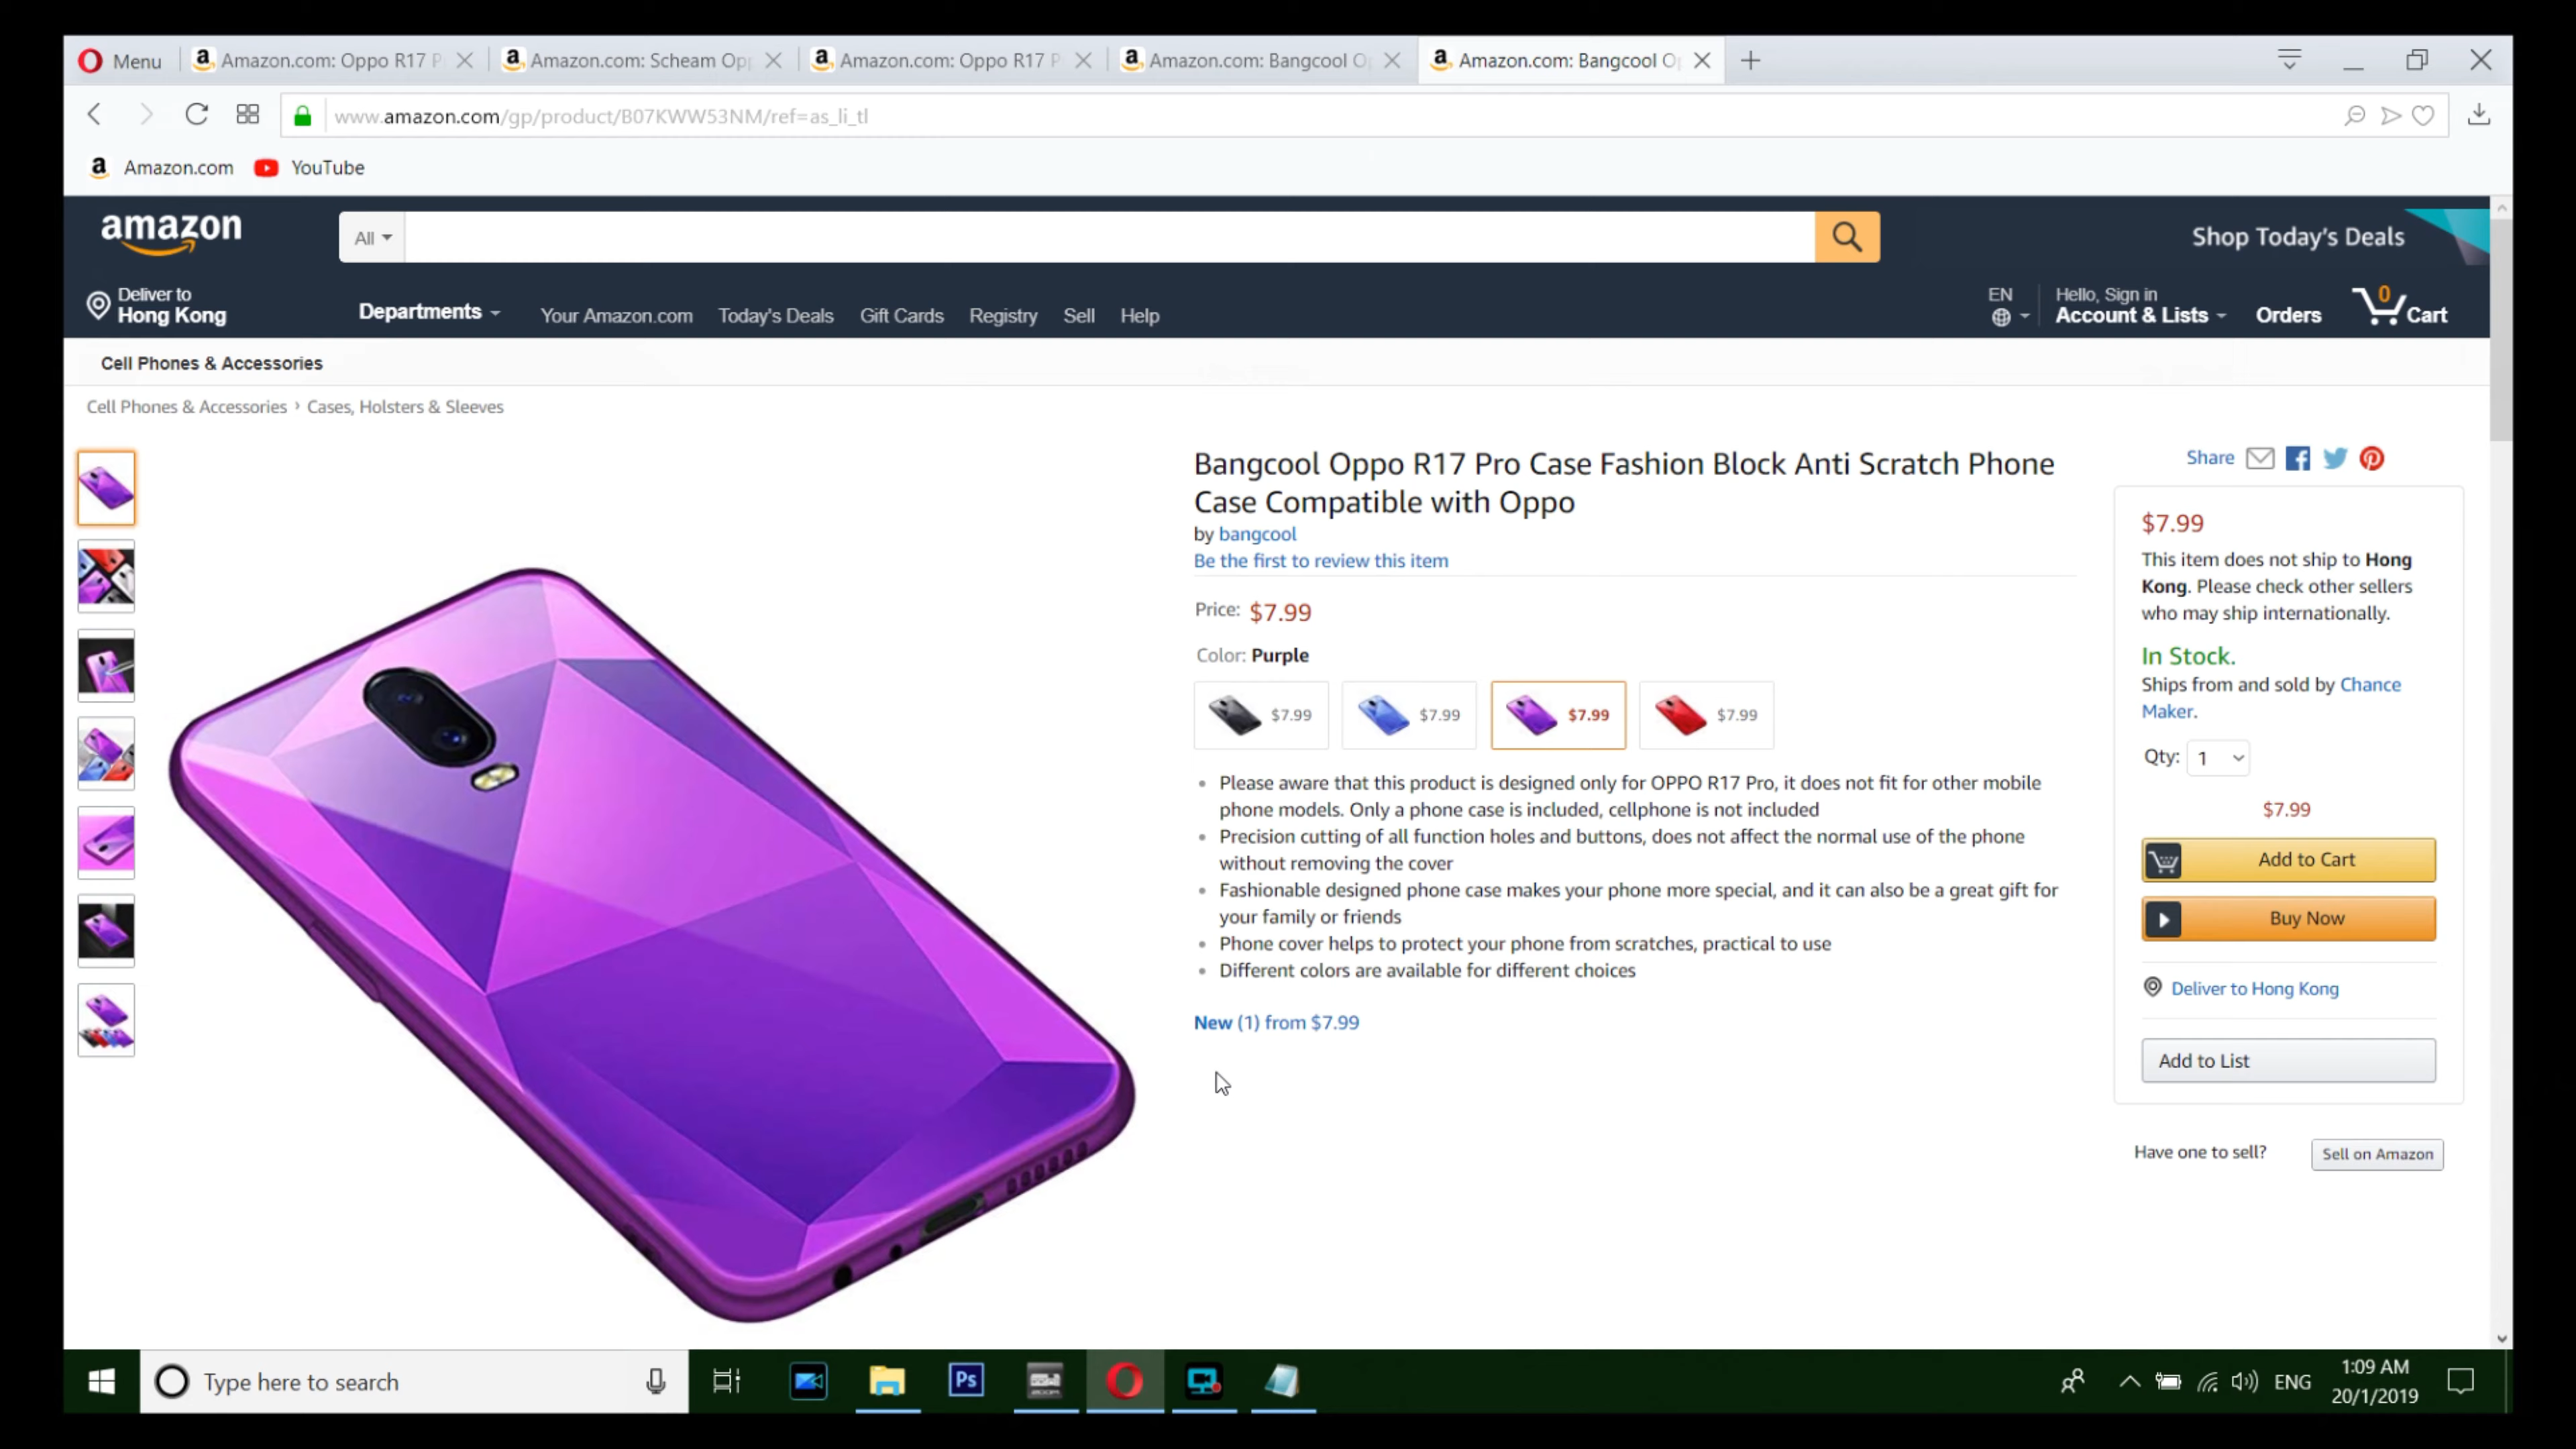 Menu
Amazon.com: Oppo R17 P
Amazon.com: Scheam Opp
Amazon.com: Oppo R17 P
Amazon.com: Bangcool Op
Amazon.com: Bangcool Op
www.amazon.com/gp/product/B07KWW53NM/ref=as_li_tl
Amazon.com
YouTube
amazon
All
Shop Today's Deals
Deliver to
Hong Kong
Departments
Your Amazon.com
Today's Deals
Gift Cards
Registry
Sell
Help
EN
Hello, Sign in
Account & Lists
Orders
0
Cart
Cell Phones & Accessories
Cell Phones & Accessories › Cases, Holsters & Sleeves
Bangcool Oppo R17 Pro Case Fashion Block Anti Scratch Phone
Case Compatible with Oppo
by bangcool
Be the first to review this item
Price: $7.99
Color: Purple
$7.99
$7.99
$7.99
$7.99
• Please aware that this product is designed only for OPPO R17 Pro, it does not fit for other mobile
phone models. Only a phone case is included, cellphone is not included
• Precision cutting of all function holes and buttons, does not affect the normal use of the phone
without removing the cover
• Fashionable designed phone case makes your phone more special, and it can also be a great gift for
your family or friends
• Phone cover helps to protect your phone from scratches, practical to use
• Different colors are available for different choices
New (1) from $7.99
Share
$7.99
This item does not ship to Hong
Kong. Please check other sellers
who may ship internationally.
In Stock.
Ships from and sold by Chance
Maker.
Qty: 1
$7.99
Add to Cart
Buy Now
Deliver to Hong Kong
Add to List
Have one to sell?
Sell on Amazon
Type here to search
Ps
ENG
1:09 AM
20/1/2019